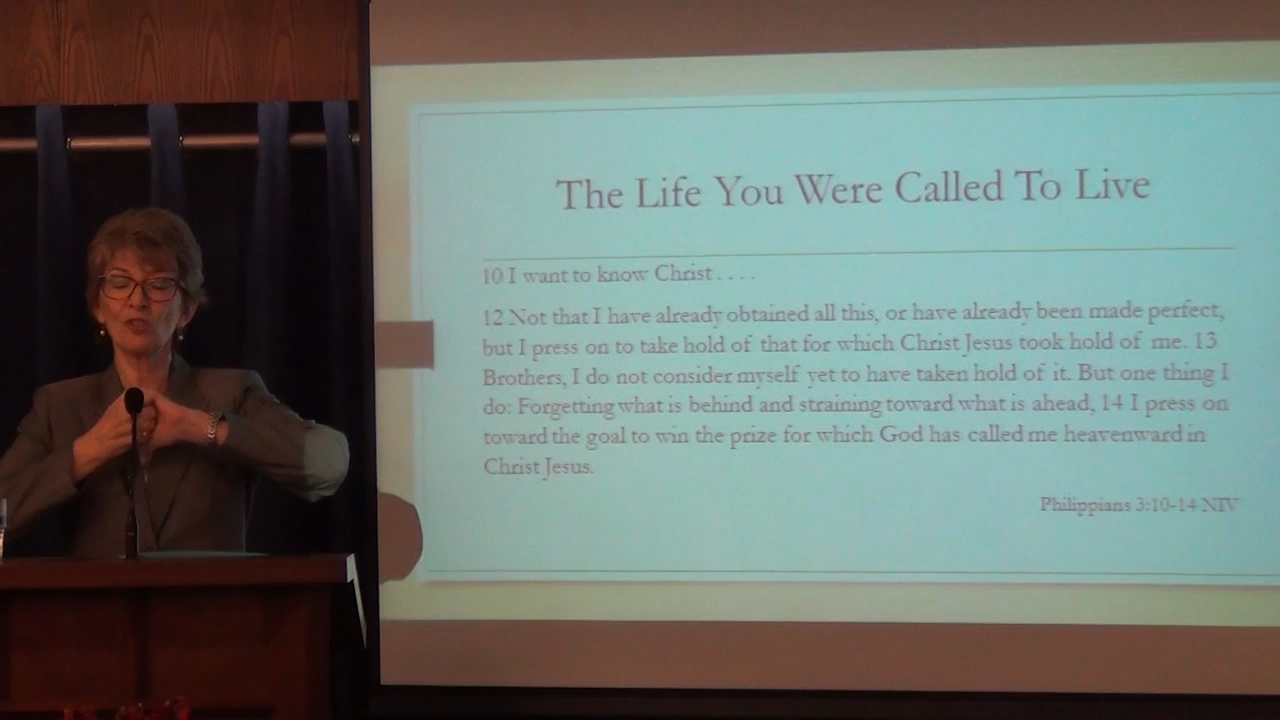 The Life You Were Called To Live
10 I want to know Christ . . . .
12 Not that I have already obtained all this, or have already been made perfect,
but I press on to take hold of that for which Christ Jesus took hold of me. 13
Brothers, I do not consider myself yet to have taken hold of it. But one thing I
do: Forgetting what is behind and straining toward what is ahead, 14 I press on
toward the goal to win the prize for which God has called me heavenward in
Christ Jesus.
Philippians 3:10-14 NIV